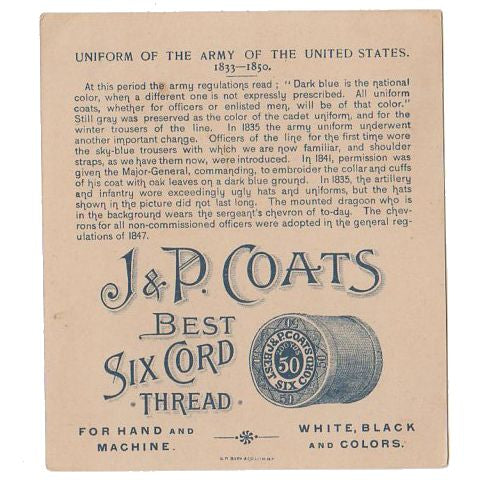 UNIFORM OF THE ARMY OF THE UNITED STATES.
1833—1850.
At this period the army regulations read ; "Dark blue is the national
color, when a different one is not expressly prescribed. All uniform
coats, whether for officers or enlisted men, will be of that color."
Still gray was preserved as the color of the cadet uniform, and for the
winter trousers of the line. In 1835 the army uniform underwent
another important change. Officers of the line for the first time wore
the sky-blue trousers with which we are now familiar, and shoulder
straps, as we have them now, were introduced. In 1841, permission was
given the Major-General, commanding, to embroider the collar and cuffs
of his coat with oak leaves on a dark blue ground. In 1835, the artillery
and infantry wore exceedingly ugly hats and uniforms, but the hats
shown in the picture did not last long. The mounted dragoon who is
in the background wears the sergeant's chevron of to-day. The chev-
rons for all non-commissioned officers were adopted in the general reg-
ulations of 1847.
J & P. COATS
BEST
SIX CORD
· THREAD ·
50
J.&P. COATS
BEST SIX CORD
50
50
FOR HAND AND
MACHINE.
WHITE, BLACK
AND COLORS.